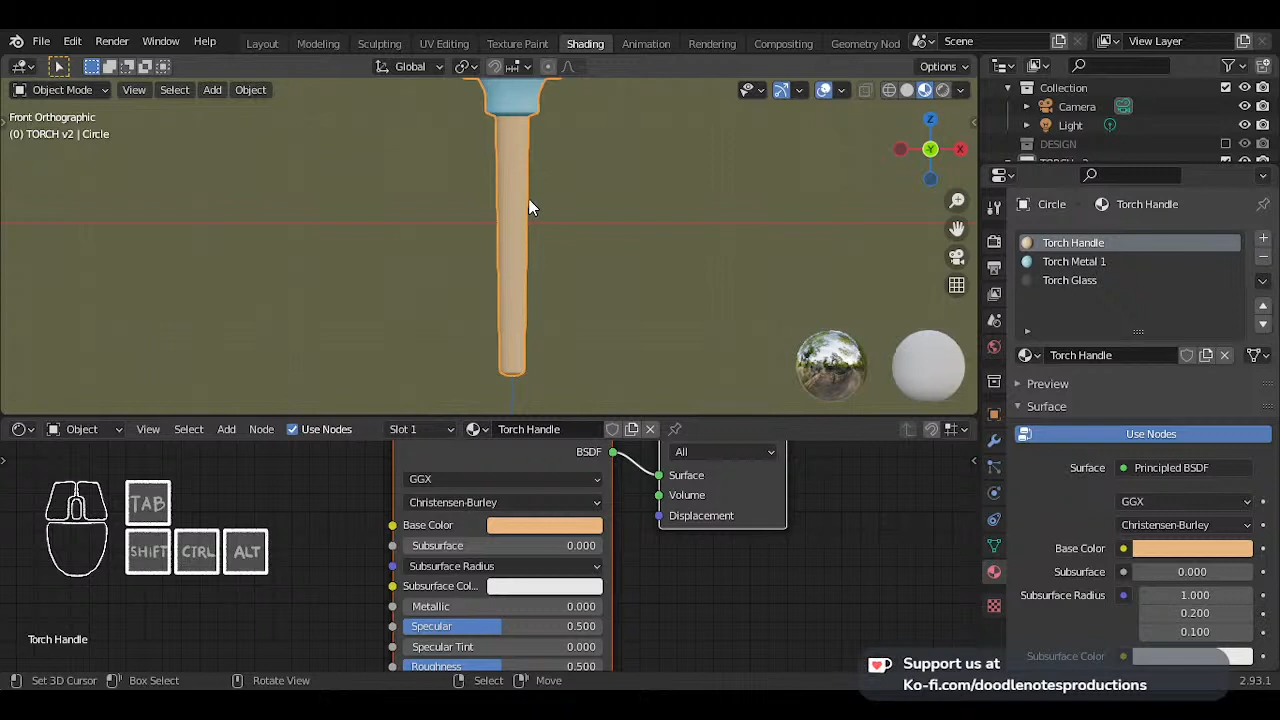 File Edit Render Window Help Layout Modeling Sculpting UV Editing Texture Paint Shading Animation Rendering Compositing Geometry Nod Scene View Layer
Global Options
Object Mode View Select Add Object
Front Orthographic
(0) TORCH v2 | Circle
Z
Y
X
Collection
Camera
Light
DESIGN
Circle Torch Handle
Torch Handle
Torch Metal 1
Torch Glass
Torch Handle
Preview
Surface
Use Nodes
Surface Principled BSDF
GGX
Christensen-Burley
Base Color
Subsurface 0.000
Subsurface Radius 1.000
0.200
0.100
Subsurface Color
Object View Select Add Node Use Nodes Slot 1 Torch Handle
BSDF
GGX
Christensen-Burley
Base Color
Subsurface 0.000
Subsurface Radius
Subsurface Col...
Metallic 0.000
Specular 0.500
Specular Tint 0.000
Roughness 0.500
All
Surface
Volume
Displacement
TAB
SHIFT CTRL ALT
Torch Handle
Support us at
Ko-fi.com/doodlenotesproductions
Set 3D Cursor Box Select Rotate View Select Move 2.93.1